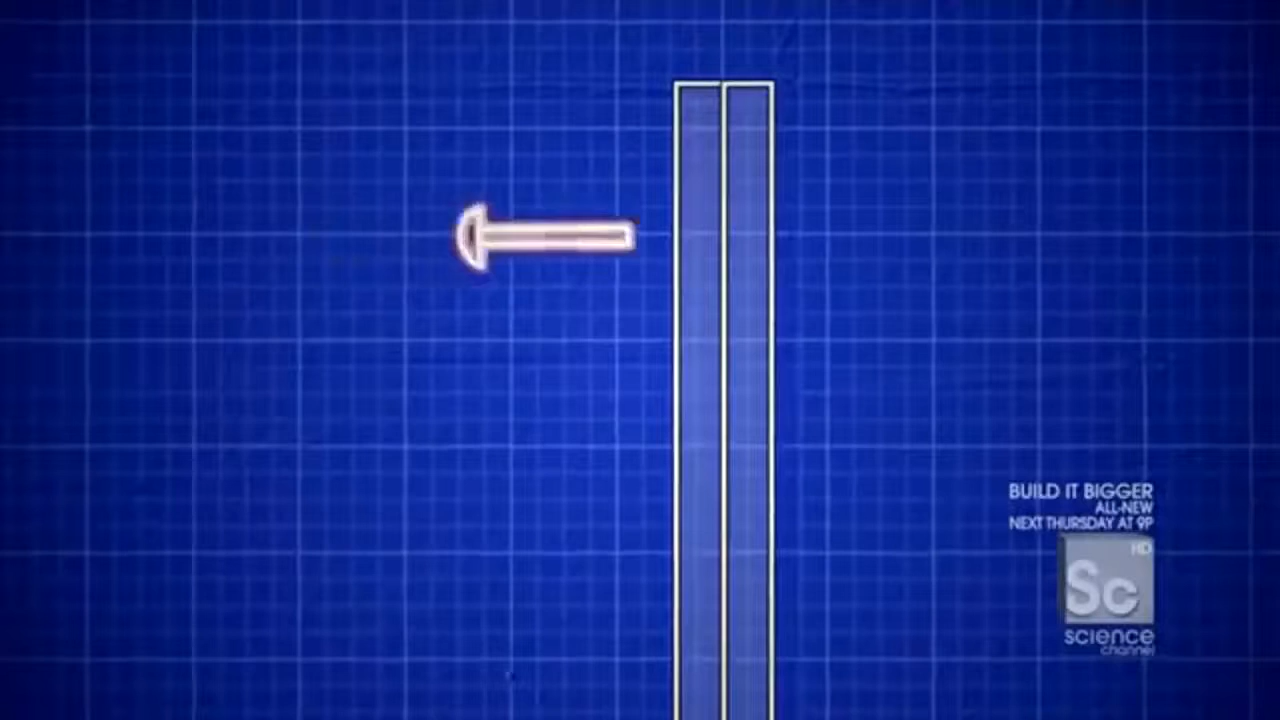 BUILD IT BIGGER
ALL-NEW
NEXT THURSDAY AT 9P
HD
Sc
science
channel